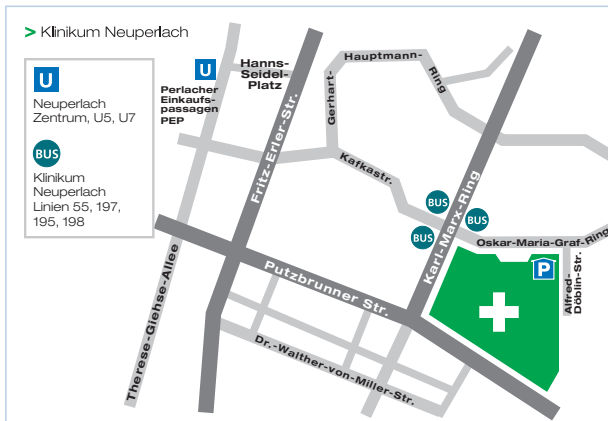 > Klinikum Neuperlach
U
Neuperlach
Zentrum, U5, U7
BUS
Klinikum
Neuperlach
Linien 55, 197,
195, 198
U
Perlacher
Einkaufs-
passagen
PEP
Hanns-
Seidel-
Platz
Fritz-Erler-Str.
Gerhart-
Hauptmann-
Ring
Kafkastr.
BUS
BUS
BUS
Karl-Marx-Ring
Oskar-Maria-Graf-Ring
P
Alfred-
Döblin-Str.
Therese-Giehse-Allee
Putzbrunner Str.
Dr.-Walther-von-Miller-Str.